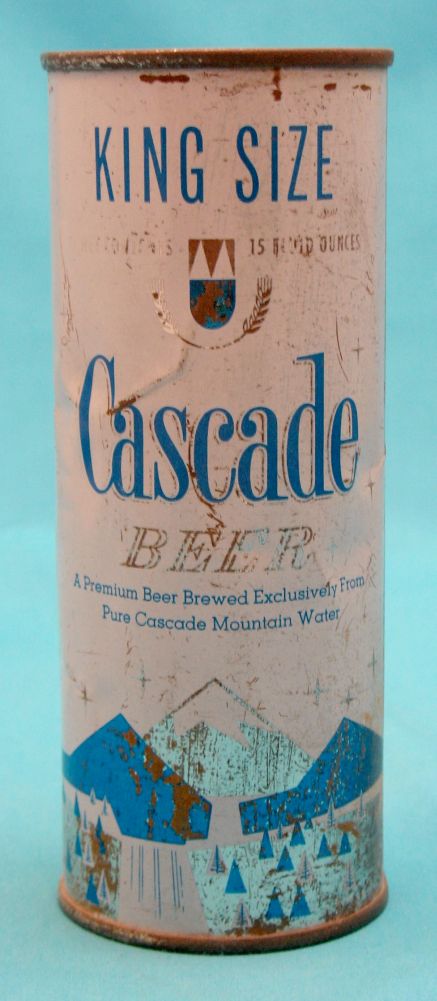 KING SIZE
15 FLUID OUNCES
Cascade
BEER
A Premium Beer Brewed Exclusively From
Pure Cascade Mountain Water